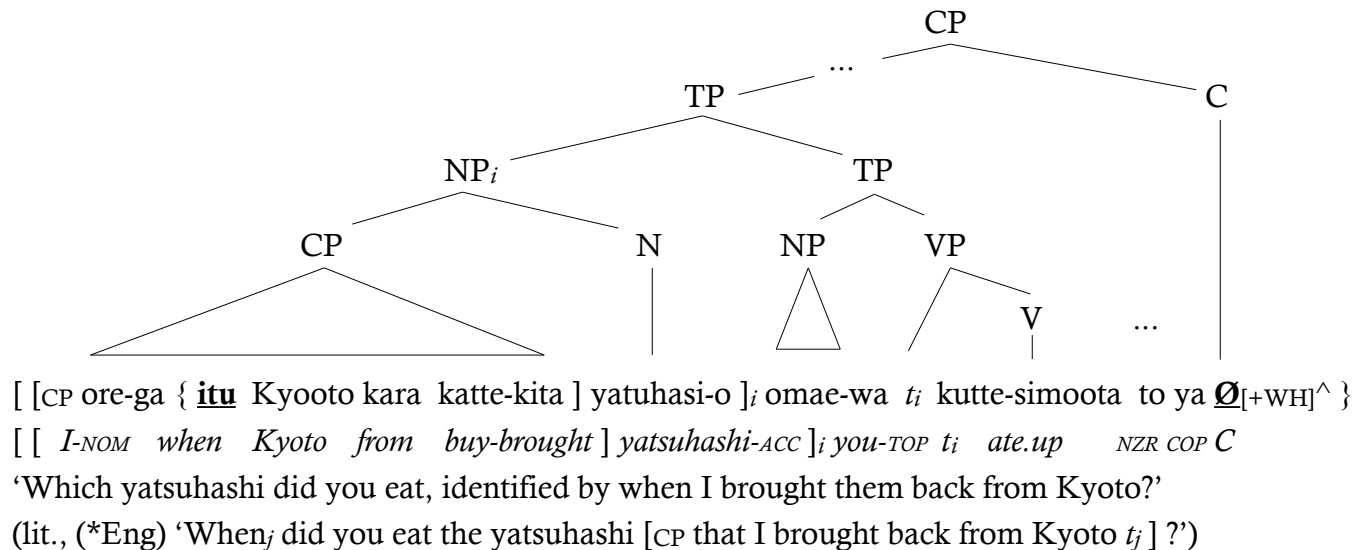 CP
...
TP C
NPi TP
CP N NP VP
V ...
[ [CP ore-ga { itu Kyooto kara katte-kita ] yatuhasi-o ]i omae-wa ti kutte-simoota to ya Ø[+WH]^ }
[ [ I-NOM when Kyoto from buy-brought ] yatsuhashi-ACC ]i you-TOP ti ate.up NZR COP C
‘Which yatsuhashi did you eat, identified by when I brought them back from Kyoto?’
(lit., (*Eng) ‘Whenj did you eat the yatsuhashi [CP that I brought back from Kyoto tj ] ?’)